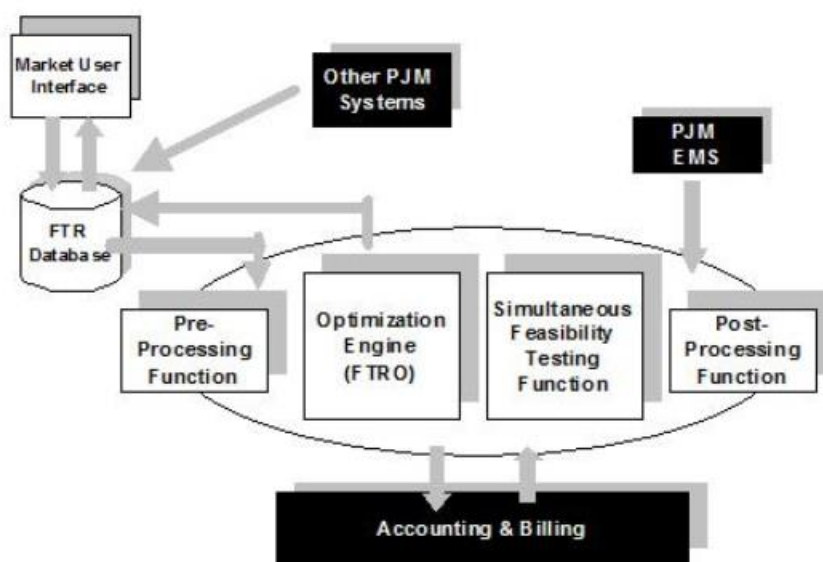 Market User
Interface
Other PJM
Systems
PJM
EMS
FTR
Database
Pre-
Processing
Function
Optimization
Engine
(FTRO)
Simultaneous
Feasibility
Testing
Function
Post-
Processing
Function
Accounting & Billing